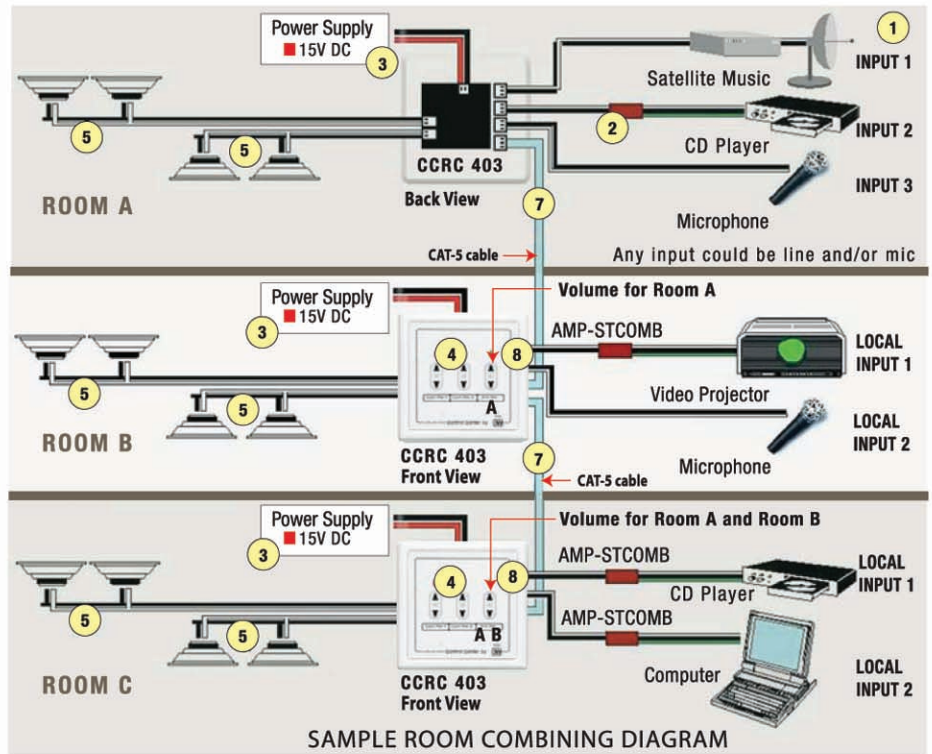 Power Supply
15V DC
3
1
INPUT 1
Satellite Music
5
5
2
INPUT 2
CD Player
CCRC 403
Back View
INPUT 3
ROOM A
7
Microphone
CAT-5 cable
Any input could be line and/or mic
Power Supply
15V DC
3
Volume for Room A
AMP-STCOMB
LOCAL
INPUT 1
4
8
5
5
A
Video Projector
ROOM B
LOCAL
INPUT 2
CCRC 403
Front View
7
Microphone
CAT-5 cable
Power Supply
15V DC
3
Volume for Room A and Room B
AMP-STCOMB
LOCAL
INPUT 1
4
8
CD Player
5
5
AMP-STCOMB
A B
Computer
ROOM C
LOCAL
INPUT 2
CCRC 403
Front View
SAMPLE ROOM COMBINING DIAGRAM